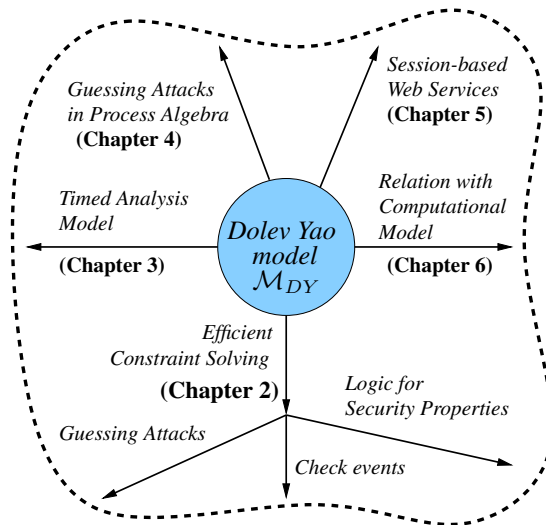 Guessing Attacks
in Process Algebra
(Chapter 4)
Session-based
Web Services
(Chapter 5)
Timed Analysis
Model
(Chapter 3)
Dolev Yao
model
M_DY
Relation with
Computational
Model
(Chapter 6)
Efficient
Constraint Solving
(Chapter 2)
Logic for
Security Properties
Guessing Attacks
Check events